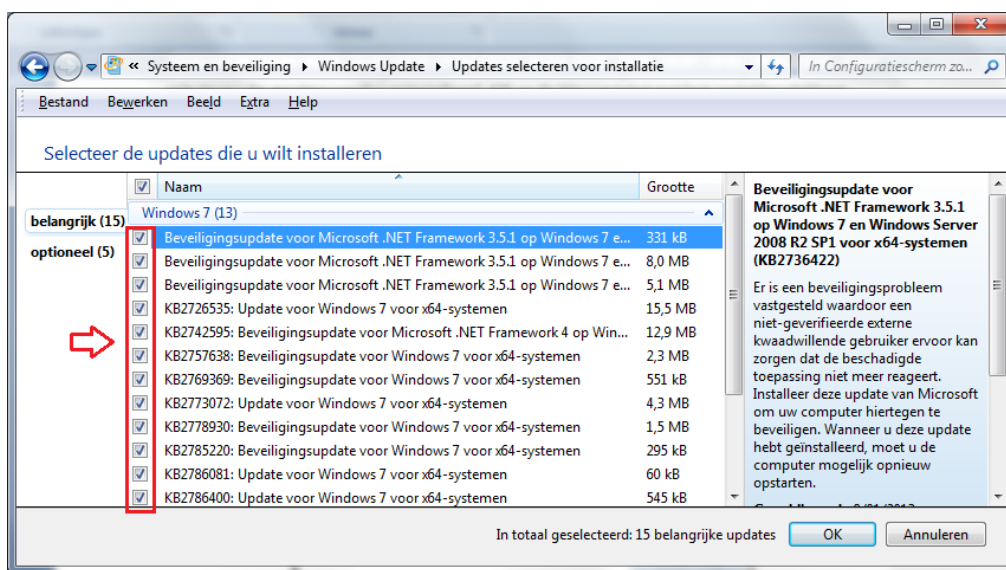 « Systeem en beveiliging ▸ Windows Update ▸ Updates selecteren voor installatie
In Configuratiescherm zo...
Bestand Bewerken Beeld Extra Help
Selecteer de updates die u wilt installeren
belangrijk (15)
optioneel (5)
Naam Grootte
Windows 7 (13)
Beveiligingsupdate voor Microsoft .NET Framework 3.5.1 op Windows 7 e... 331 kB
Beveiligingsupdate voor Microsoft .NET Framework 3.5.1 op Windows 7 e... 8,0 MB
Beveiligingsupdate voor Microsoft .NET Framework 3.5.1 op Windows 7 e... 5,1 MB
KB2726535: Update voor Windows 7 voor x64-systemen 15,5 MB
KB2742595: Beveiligingsupdate voor Microsoft .NET Framework 4 op Win... 12,9 MB
KB2757638: Beveiligingsupdate voor Windows 7 voor x64-systemen 2,3 MB
KB2769369: Beveiligingsupdate voor Windows 7 voor x64-systemen 551 kB
KB2773072: Update voor Windows 7 voor x64-systemen 4,3 MB
KB2778930: Beveiligingsupdate voor Windows 7 voor x64-systemen 1,5 MB
KB2785220: Beveiligingsupdate voor Windows 7 voor x64-systemen 295 kB
KB2786081: Update voor Windows 7 voor x64-systemen 60 kB
KB2786400: Update voor Windows 7 voor x64-systemen 545 kB
Beveiligingsupdate voor
Microsoft .NET Framework 3.5.1
op Windows 7 en Windows Server
2008 R2 SP1 voor x64-systemen
(KB2736422)
Er is een beveiligingsprobleem
vastgesteld waardoor een
niet-geverifieerde externe
kwaadwillende gebruiker ervoor kan
zorgen dat de beschadigde
toepassing niet meer reageert.
Installeer deze update van Microsoft
om uw computer hiertegen te
beveiligen. Wanneer u deze update
hebt geïnstalleerd, moet u de
computer mogelijk opnieuw
opstarten.
In totaal geselecteerd: 15 belangrijke updates
OK Annuleren